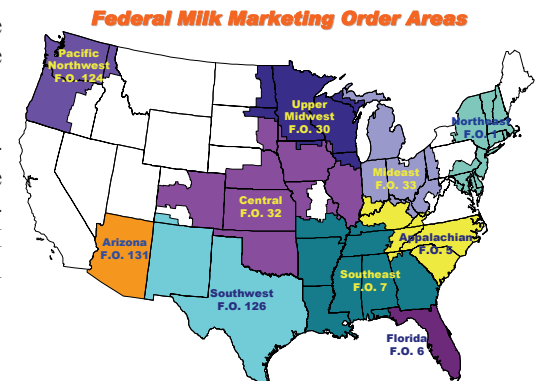 Federal Milk Marketing Order Areas
Pacific
Northwest
F.O. 124
Upper
Midwest
F.O. 30
Northeast
F.O. 1
Mideast
F.O. 33
Central
F.O. 32
Appalachian
F.O. 5
Arizona
F.O. 131
Southeast
F.O. 7
Southwest
F.O. 126
Florida
F.O. 6